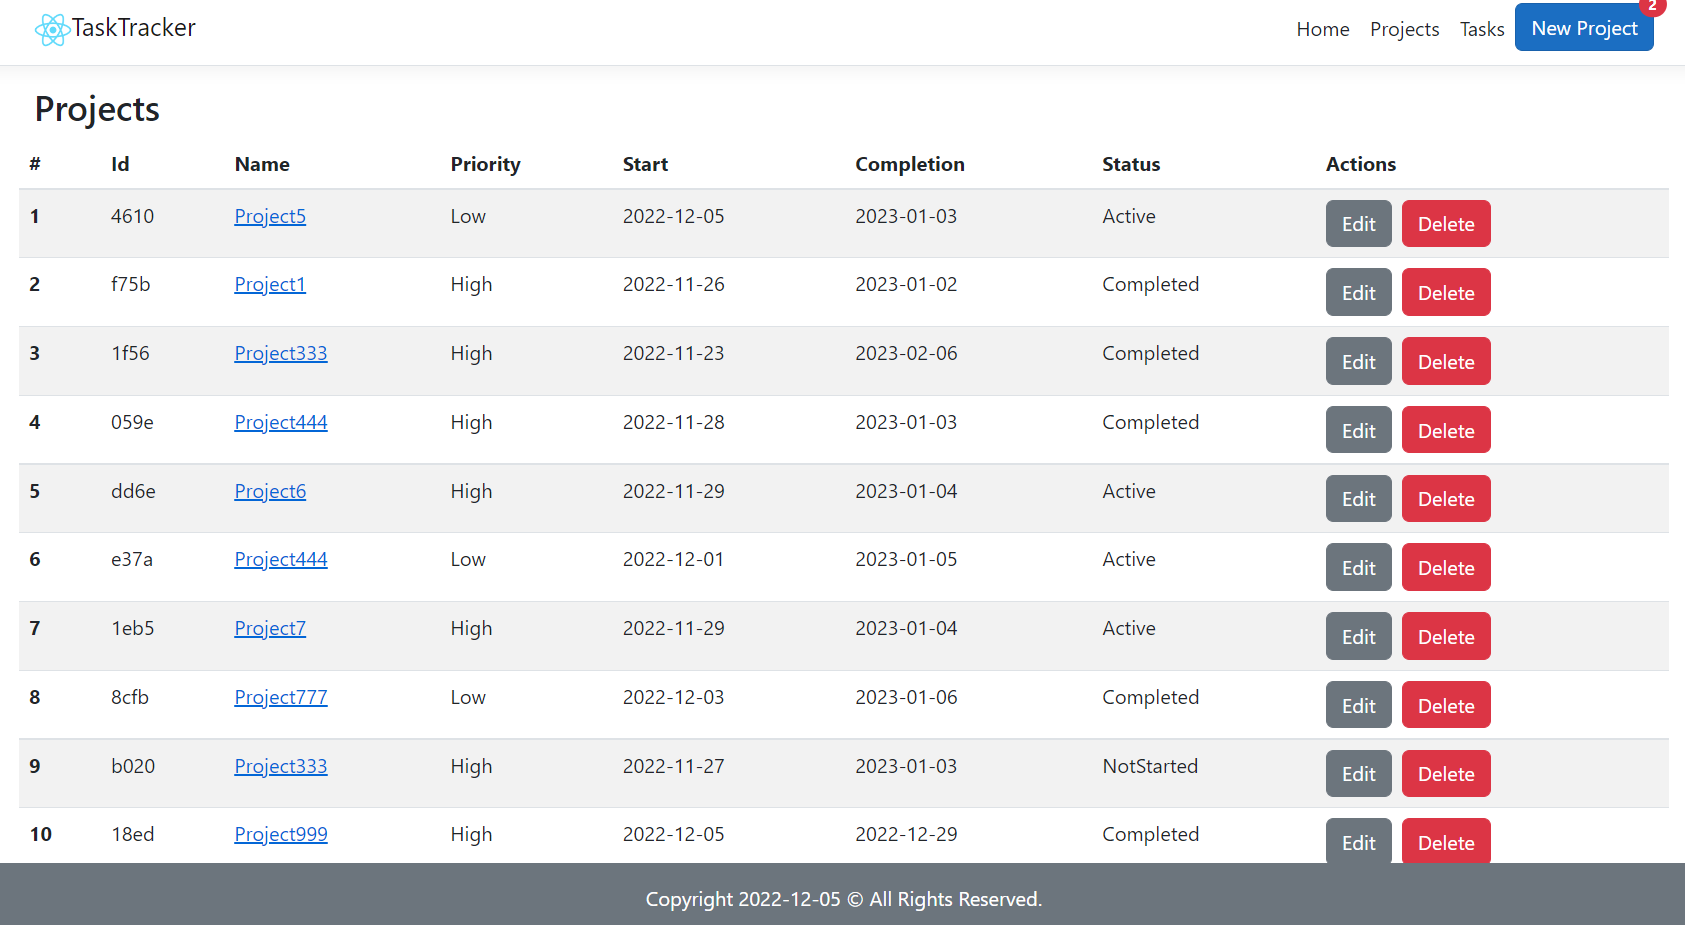 TaskTracker Home Projects Tasks New Project 2
Projects
# Id Name Priority Start Completion Status Actions
1 4610 Project5 Low 2022-12-05 2023-01-03 Active Edit Delete
2 f75b Project1 High 2022-11-26 2023-01-02 Completed Edit Delete
3 1f56 Project333 High 2022-11-23 2023-02-06 Completed Edit Delete
4 059e Project444 High 2022-11-28 2023-01-03 Completed Edit Delete
5 dd6e Project6 High 2022-11-29 2023-01-04 Active Edit Delete
6 e37a Project444 Low 2022-12-01 2023-01-05 Active Edit Delete
7 1eb5 Project7 High 2022-11-29 2023-01-04 Active Edit Delete
8 8cfb Project777 Low 2022-12-03 2023-01-06 Completed Edit Delete
9 b020 Project333 High 2022-11-27 2023-01-03 NotStarted Edit Delete
10 18ed Project999 High 2022-12-05 2022-12-29 Completed Edit Delete
Copyright 2022-12-05 © All Rights Reserved.